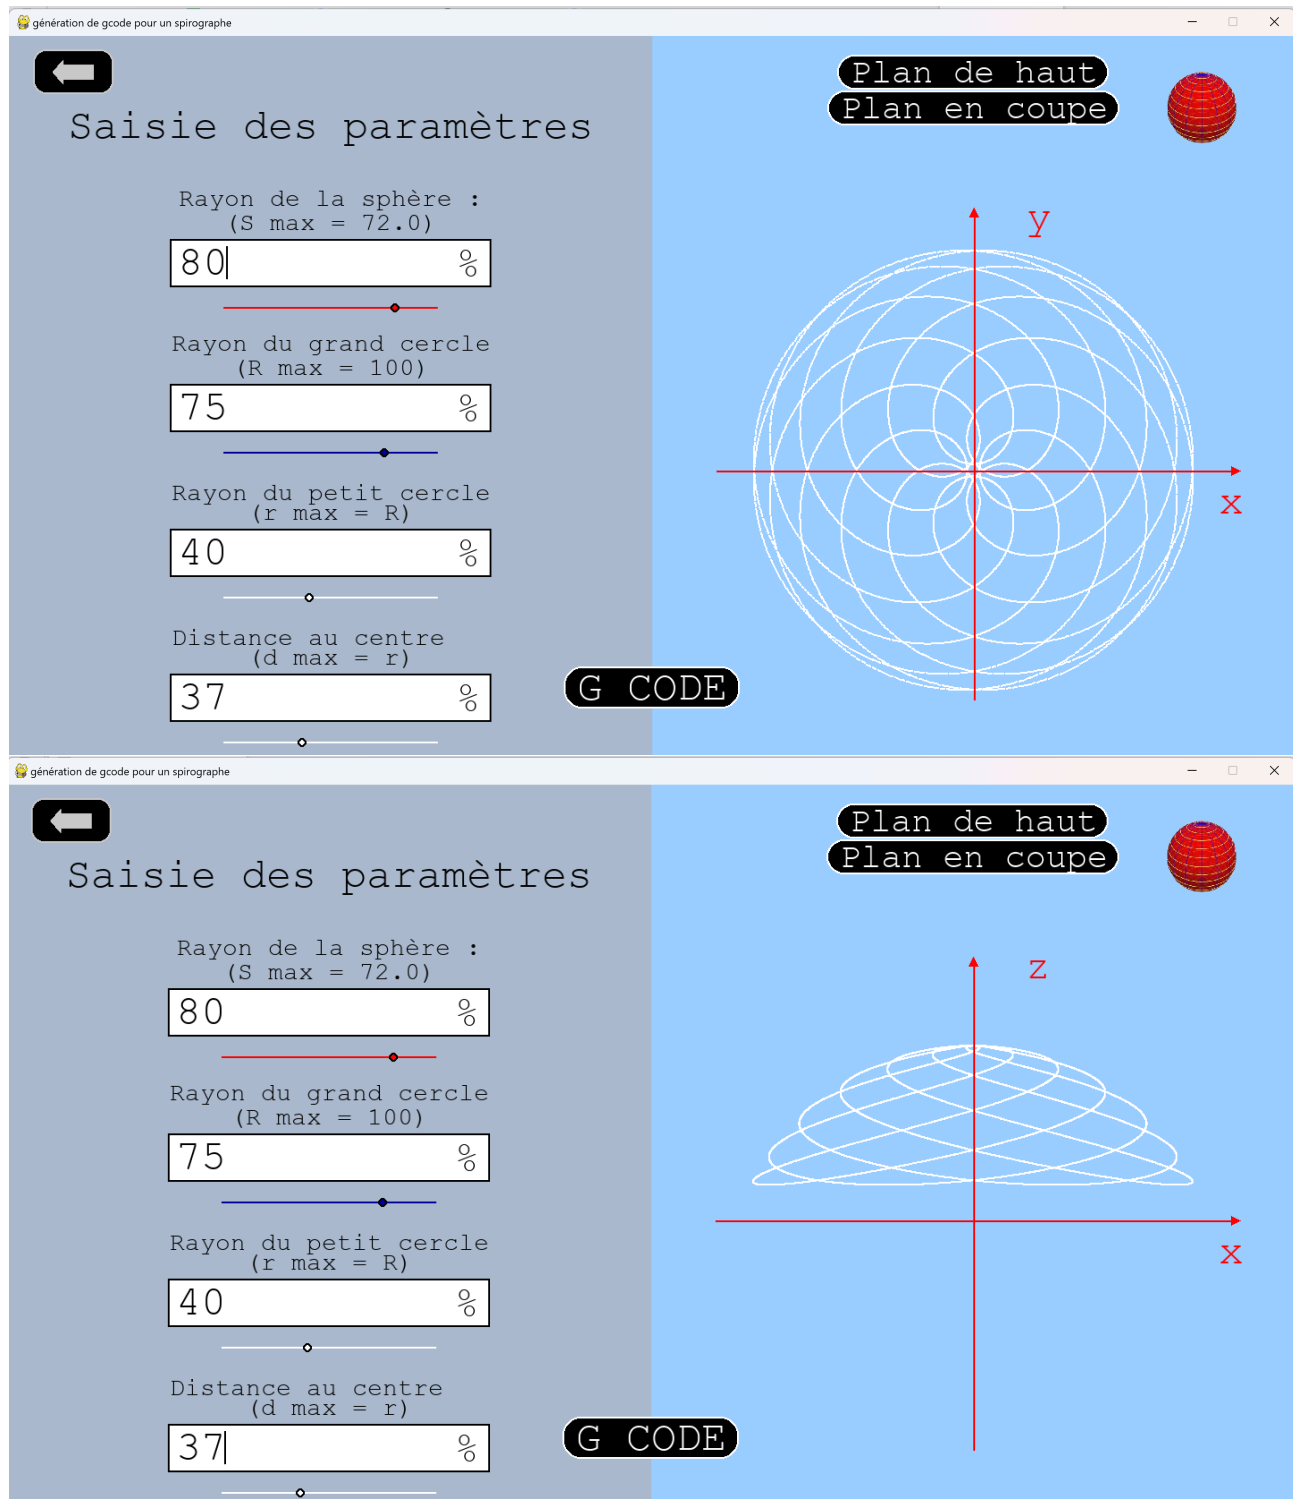 génération de gcode pour un spirographe
Plan de haut
Plan en coupe
Saisie des paramètres
Rayon de la sphère :
(S max = 72.0)
80 %
Rayon du grand cercle
(R max = 100)
75 %
Rayon du petit cercle
(r max = R)
40 %
Distance au centre
(d max = r)
37 %
G CODE
y
x
génération de gcode pour un spirographe
Plan de haut
Plan en coupe
Saisie des paramètres
Rayon de la sphère :
(S max = 72.0)
80 %
Rayon du grand cercle
(R max = 100)
75 %
Rayon du petit cercle
(r max = R)
40 %
Distance au centre
(d max = r)
37 %
G CODE
z
x